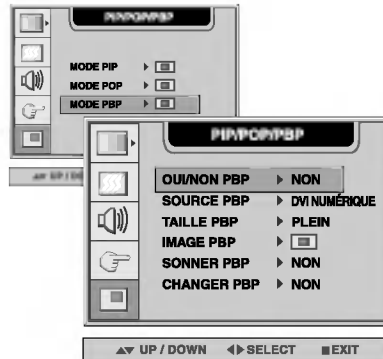 PIP/POP/PBP
MODE PIP
MODE POP
MODE PBP
PIP/POP/PBP
OUI/NON PBP ▶ NON
SOURCE PBP ▶ DVI NUMÉRIQUE
TAILLE PBP ▶ PLEIN
IMAGE PBP ▶
SONNER PBP ▶ NON
CHANGER PBP ▶ NON
▲▼ UP / DOWN ◀▶ SELECT ■ EXIT